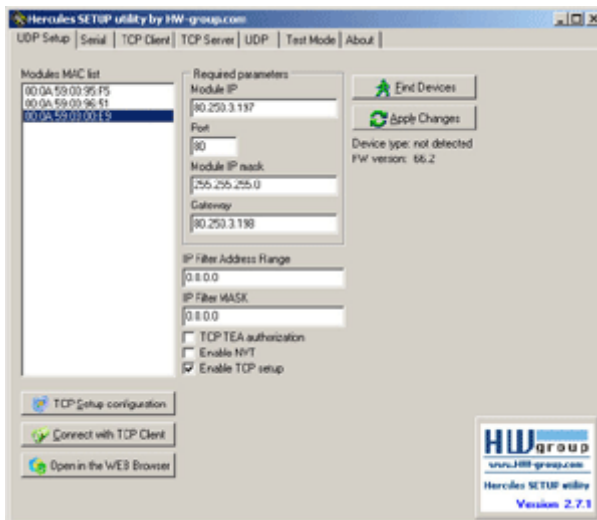 Hercules SETUP utility by HW-group.com
UDP Setup
Serial
TCP Client
TCP Server
UDP
Test Mode
About
Modules MAC list
00:0A:59:00:95:F5
00:0A:59:00:96:51
00:0A:59:03:00:E9
Required parameters
Module IP
80.250.3.197
Port
80
Module IP mask
255.255.255.0
Gateway
80.250.3.198
IP Filter Address Range
0.0.0.0
IP Filter MASK
0.0.0.0
TCP TEA authorization
Enable NVT
Enable TCP setup
Find Devices
Apply Changes
Device type: not detected
FW version: 66.2
TCP Setup configuration
Connect with TCP Client
Open in the WEB Browser
HW group
www.HW-group.com
Hercules SETUP utility
Version 2.7.1